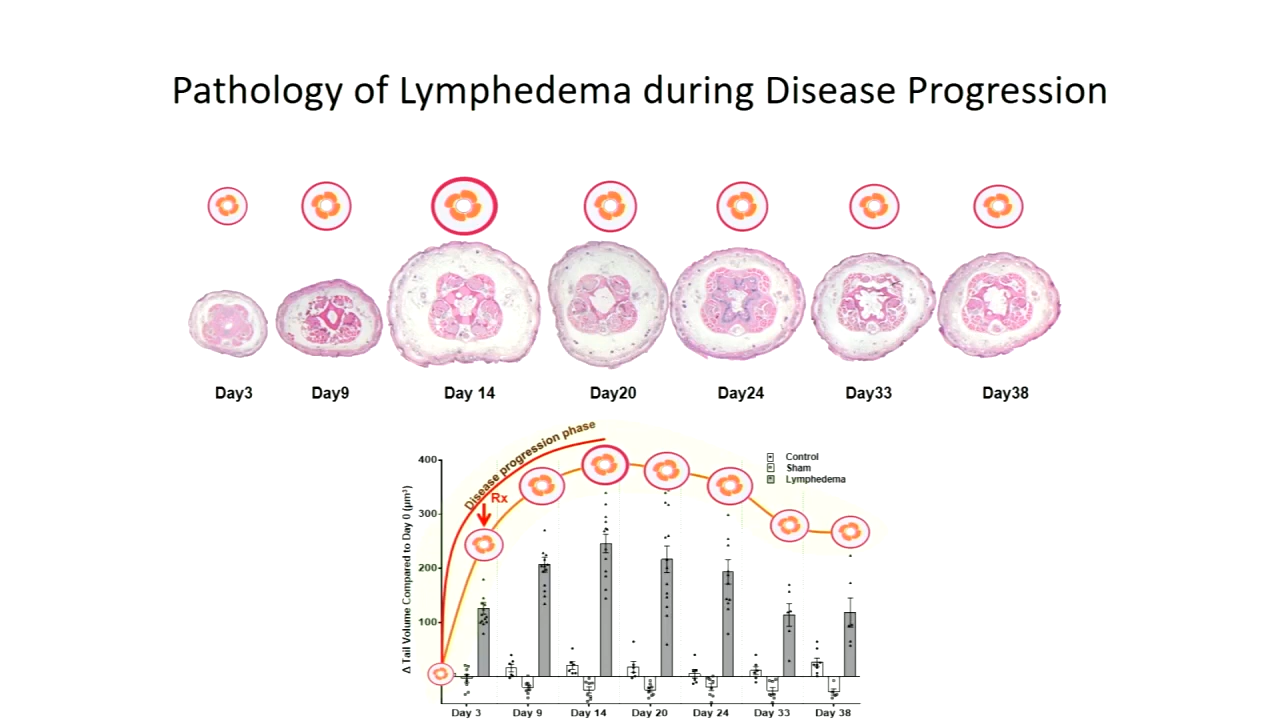 Pathology of Lymphedema during Disease Progression
Day3 Day9 Day 14 Day20 Day24 Day33 Day38
Disease progression phase
Rx
Control
Sham
Lymphedema
Δ Tail Volume Compared to Day 0 (μm³)
400
300
200
100
Day 3 Day 9 Day 14 Day 20 Day 24 Day 33 Day 38